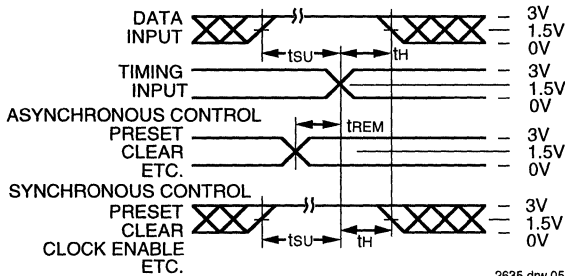 DATA
INPUT
3V
1.5V
0V
tSU
tH
TIMING
INPUT
3V
1.5V
0V
ASYNCHRONOUS CONTROL
PRESET
CLEAR
ETC.
tREM
3V
1.5V
0V
SYNCHRONOUS CONTROL
PRESET
CLEAR
CLOCK ENABLE
ETC.
tSU
tH
3V
1.5V
0V
2635 drw 05